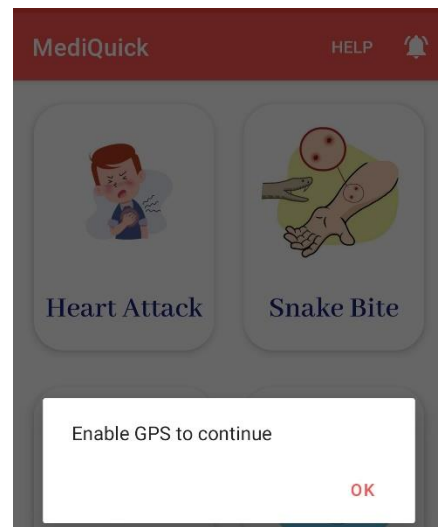 MediQuick HELP
Heart Attack Snake Bite
Enable GPS to continue
OK